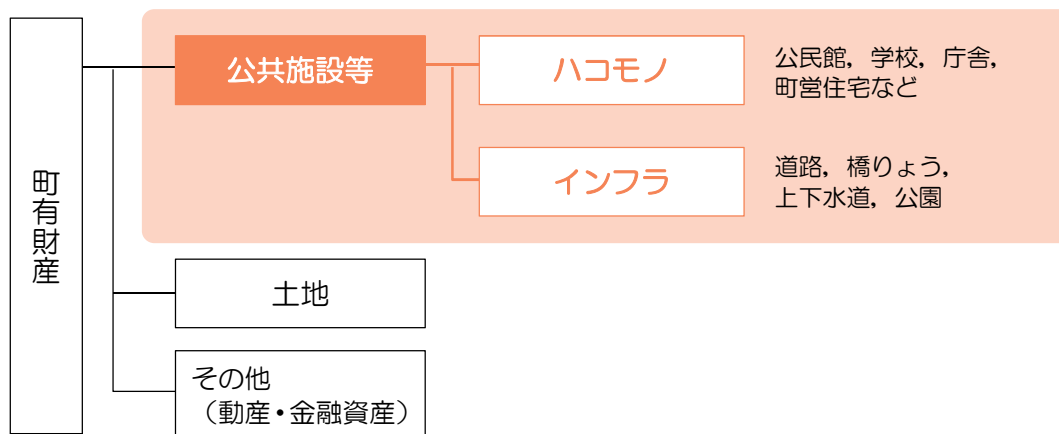 町有財産
公共施設等
ハコモノ
公民館，学校，庁舎，
町営住宅など
インフラ
道路，橋りょう，
上下水道，公園
土地
その他
（動産・金融資産）